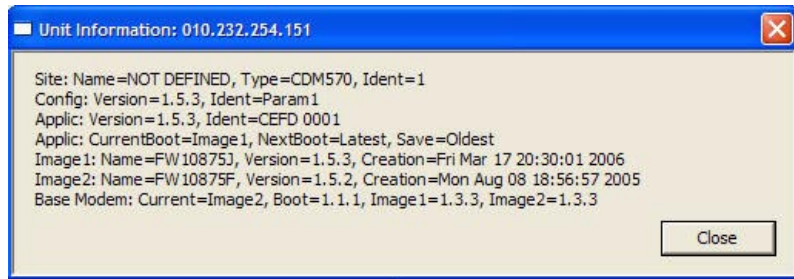 Unit Information: 010.232.254.151
Site: Name=NOT DEFINED, Type=CDM570, Ident=1
Config: Version=1.5.3, Ident=Param1
Applic: Version=1.5.3, Ident=CEFD 0001
Applic: CurrentBoot=Image1, NextBoot=Latest, Save=Oldest
Image1: Name=FW10875J, Version=1.5.3, Creation=Fri Mar 17 20:30:01 2006
Image2: Name=FW10875F, Version=1.5.2, Creation=Mon Aug 08 18:56:57 2005
Base Modem: Current=Image2, Boot=1.1.1, Image1=1.3.3, Image2=1.3.3
Close